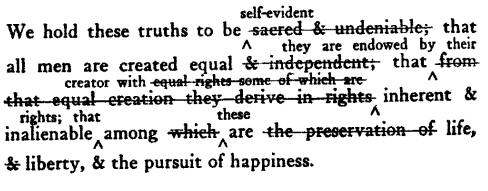 self-evident
We hold these truths to be sacred & undeniable; that
^ they are endowed by their
all men are created equal & independent; that from
creator with equal rights some of which are ^
that equal creation they derive in rights inherent &
rights; that these ^
inalienable among which are the preservation of life,
^ ^
& liberty, & the pursuit of happiness.